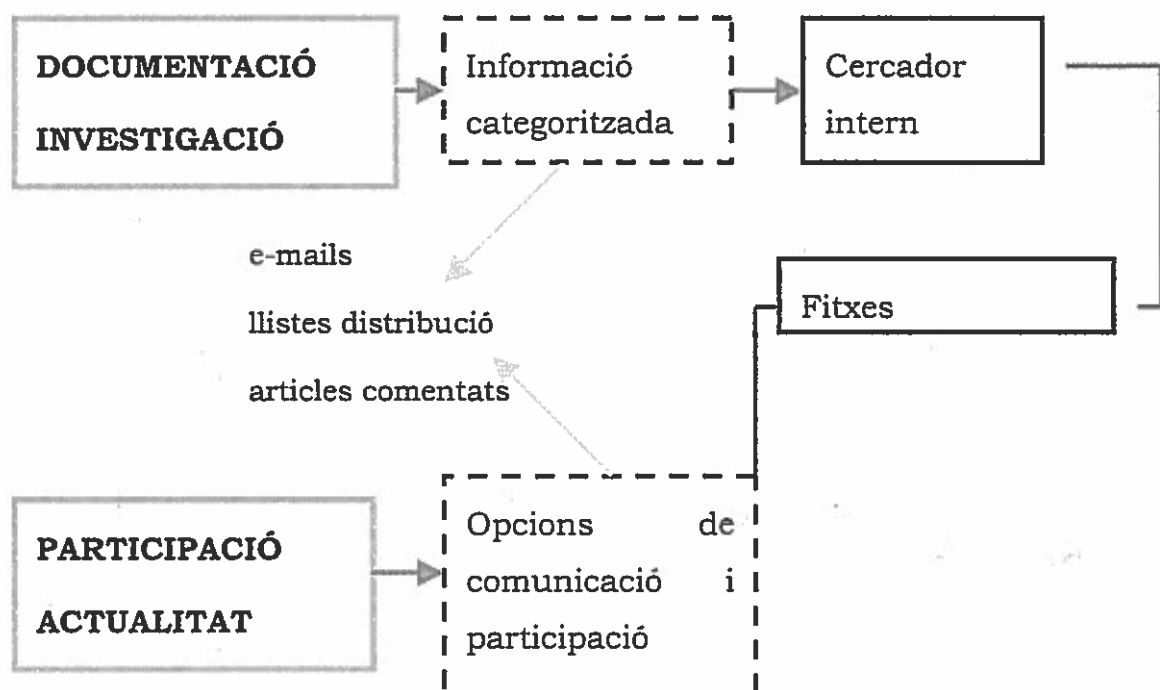 DOCUMENTACIÓ
INVESTIGACIÓ
Informació
categoritzada
Cercador
intern
e-mails
llistes distribució
articles comentats
Fitxes
PARTICIPACIÓ
ACTUALITAT
Opcions de
comunicació i
participació